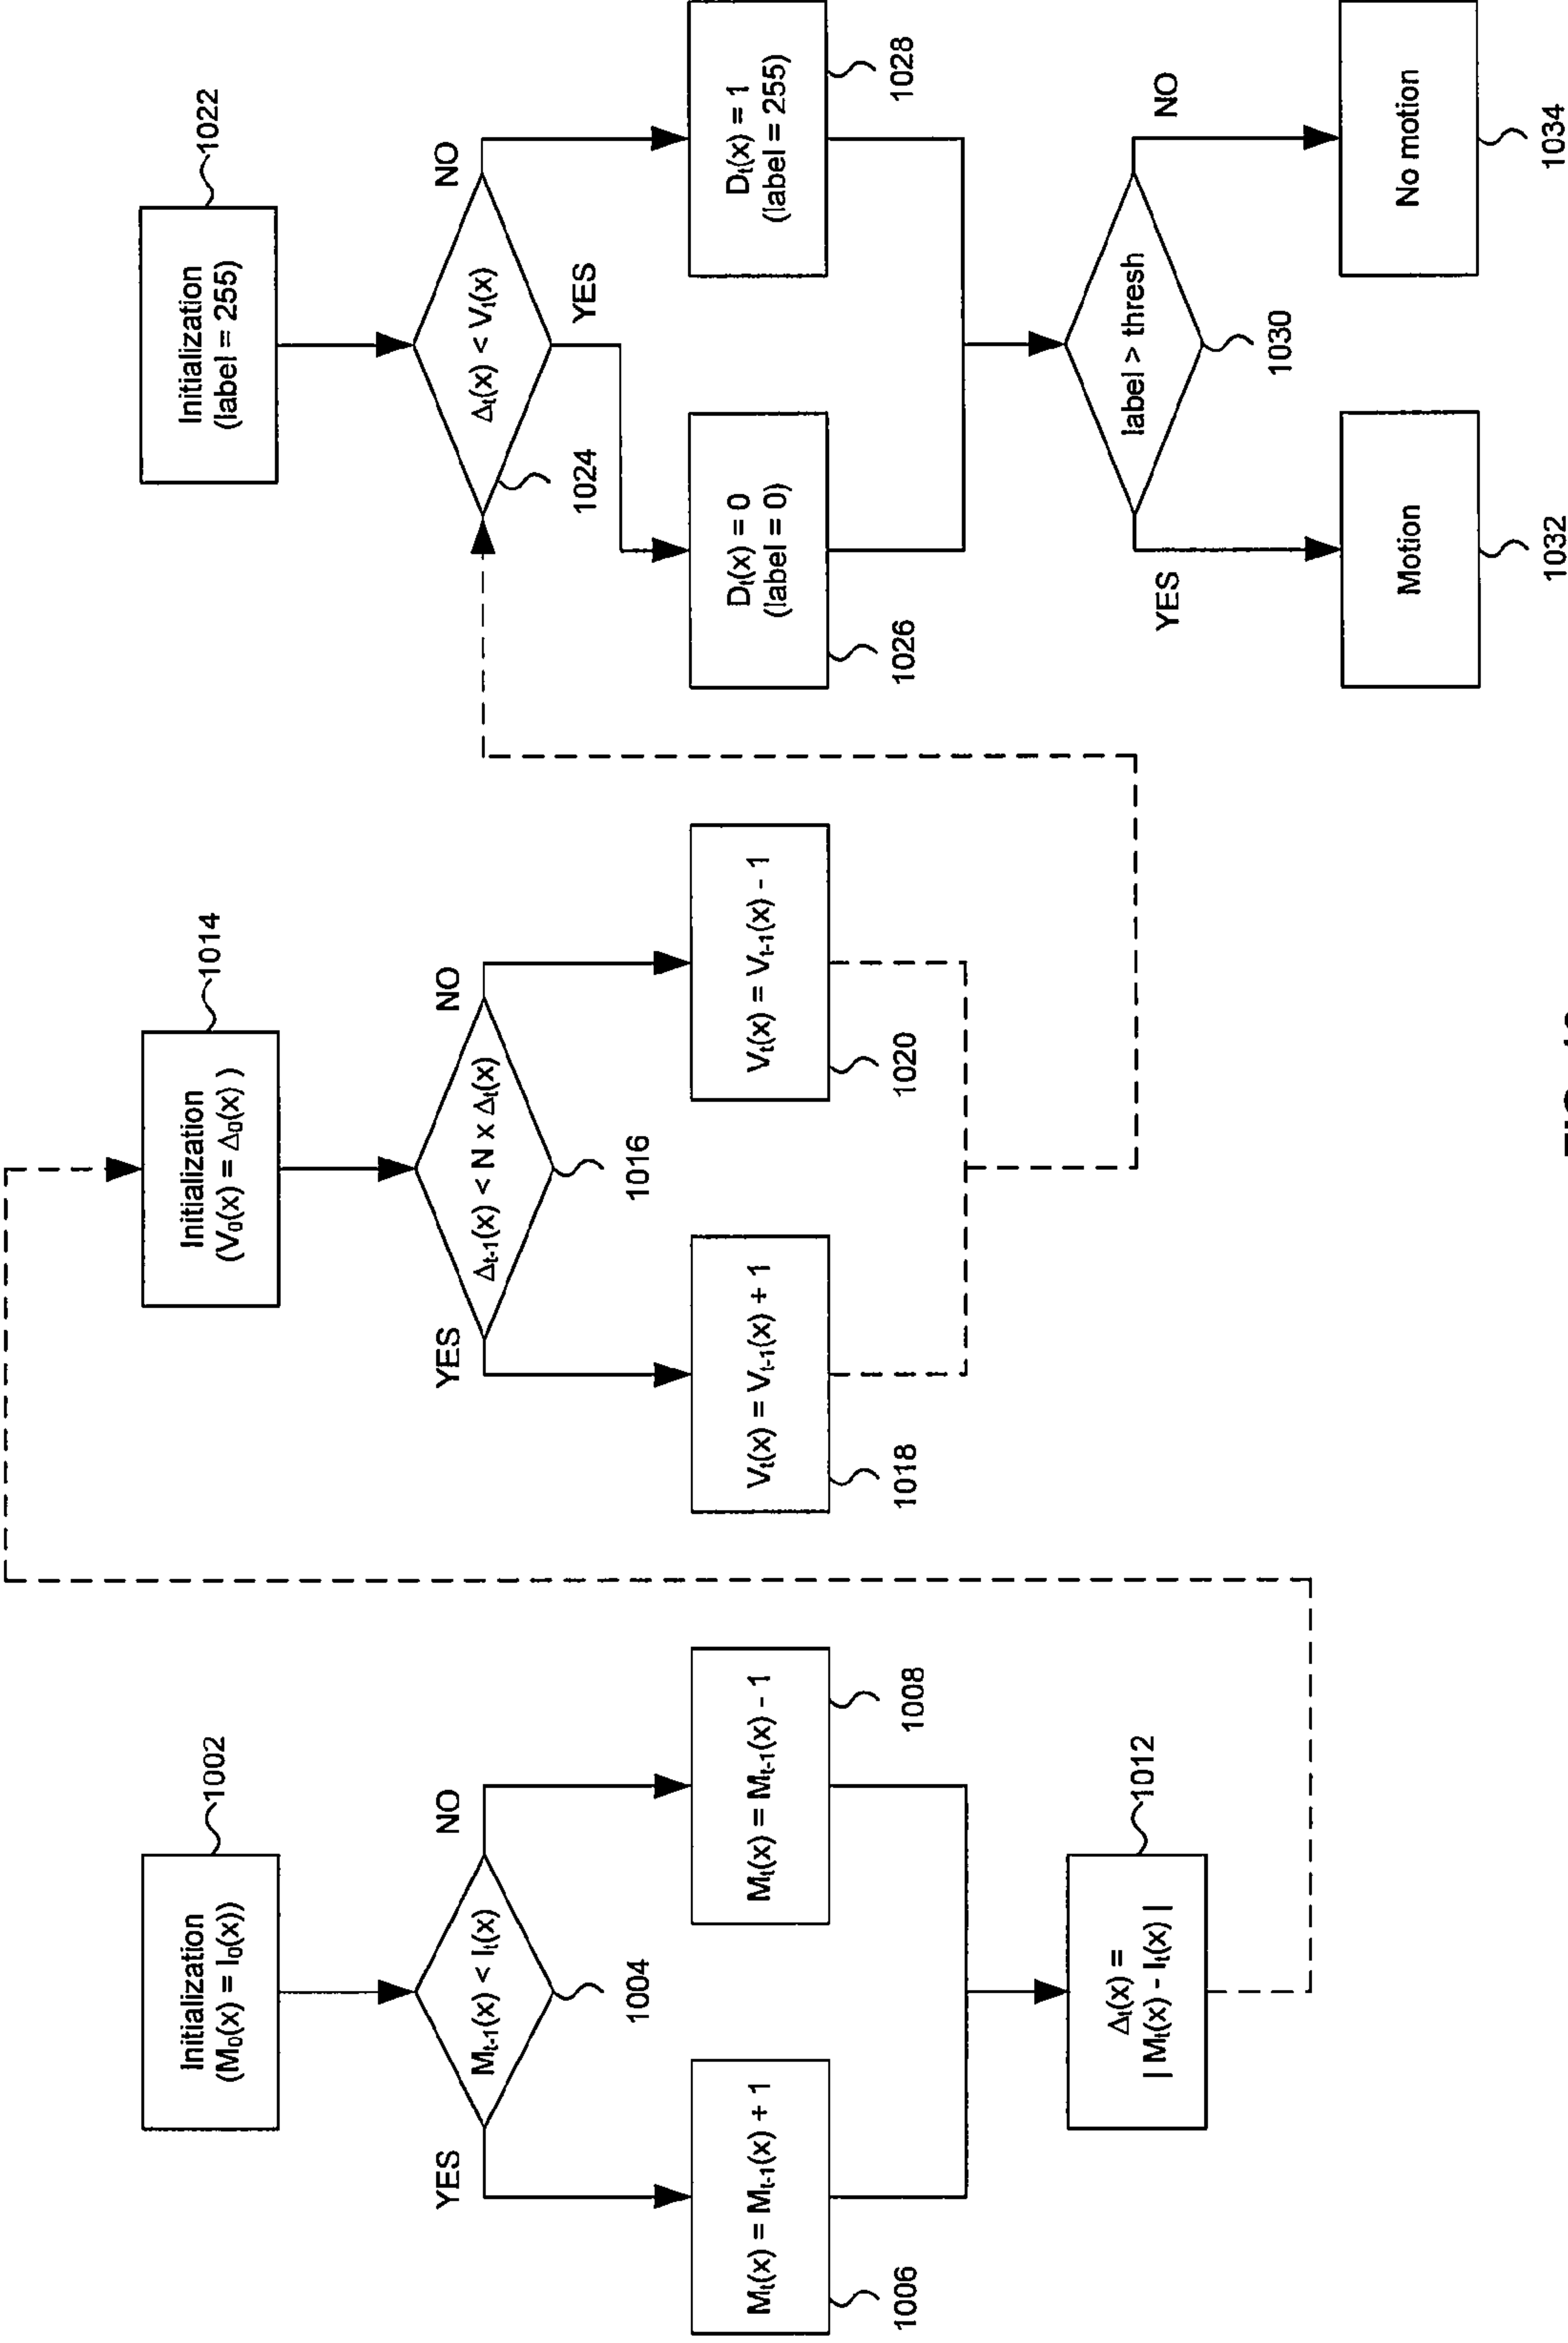 Initialization
(M₀(x) = I₀(x))
1002
Mₜ₋₁(x) < Iₜ(x)
1004
YES
NO
Mₜ(x) = Mₜ₋₁(x) + 1
1006
Mₜ(x) = Mₜ₋₁(x) - 1
1008
Δₜ(x) =
| Mₜ(x) - Iₜ(x) |
1012
Initialization
(V₀(x) = Δ₀(x) )
1014
Δₜ₋₁(x) < N x Δₜ(x)
1016
YES
NO
Vₜ(x) = Vₜ₋₁(x) + 1
1018
Vₜ(x) = Vₜ₋₁(x) - 1
1020
Initialization
(label = 255)
1022
Δₜ(x) < Vₜ(x)
1024
NO
YES
Dₜ(x) = 0
(label = 0)
1026
Dₜ(x) = 1
(label = 255)
1028
label > thresh
1030
YES
NO
Motion
1032
No motion
1034